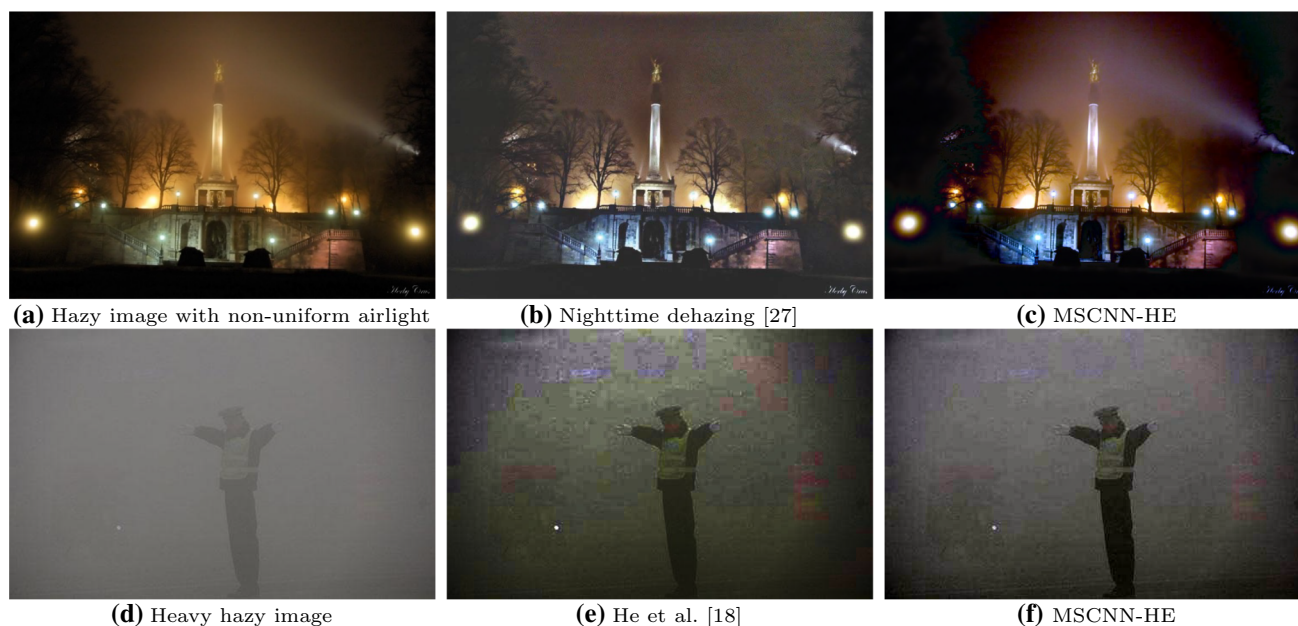 (a) Hazy image with non-uniform airlight
(b) Nighttime dehazing [27]
(c) MSCNN-HE
(d) Heavy hazy image
(e) He et al. [18]
(f) MSCNN-HE